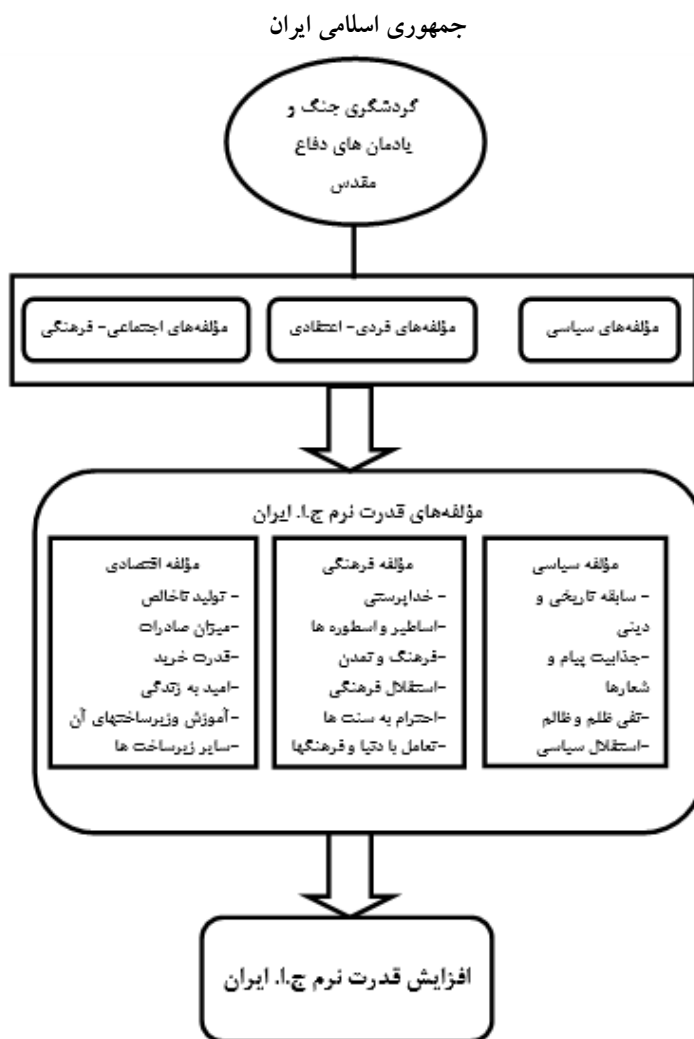 جمهوری اسلامی ایران
گردشگری جنگ و
یادمان های دفاع
مقدس
مؤلفه‌های سیاسی
مؤلفه‌های فردی- اعتقادی
مؤلفه‌های اجتماعی- فرهنگی
مؤلفه‌های قدرت نرم ج.ا. ایران
مؤلفه سیاسی
- سابقه تاریخی و
دینی
-جذابیت پیام و
شعارها
-نفی ظلم و ظالم
-استقلال سیاسی
مؤلفه فرهنگی
- خداپرستی
-اساطیر و اسطوره ها
-فرهنگ و تمدن
-استقلال فرهنگی
-احترام به سنت ها
-تعامل با دنیا و فرهنگها
مؤلفه اقتصادی
- تولید ناخالص
-میزان صادرات
-قدرت خرید
-امید به زندگی
-آموزش وزیرساختهای آن
-سایر زیرساخت ها
افزایش قدرت نرم ج.ا. ایران